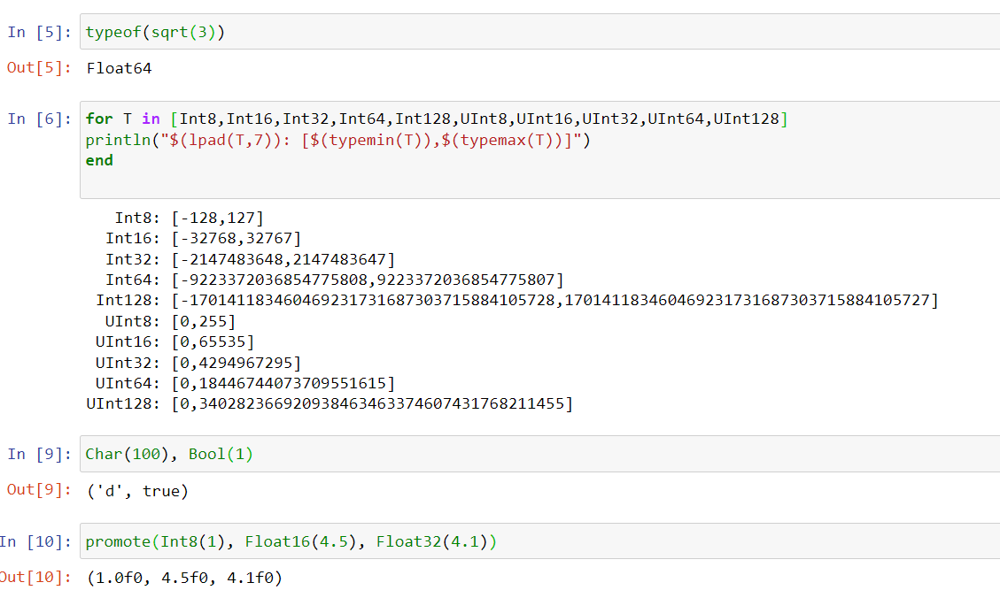 In [5]: typeof(sqrt(3))
Out[5]: Float64
In [6]: for T in [Int8,Int16,Int32,Int64,Int128,UInt8,UInt16,UInt32,UInt64,UInt128]
println("$(lpad(T,7)): [$(typemin(T)),$(typemax(T))]")
end
Int8: [-128,127]
Int16: [-32768,32767]
Int32: [-2147483648,2147483647]
Int64: [-9223372036854775808,9223372036854775807]
Int128: [-170141183460469231731687303715884105728,170141183460469231731687303715884105727]
UInt8: [0,255]
UInt16: [0,65535]
UInt32: [0,4294967295]
UInt64: [0,18446744073709551615]
UInt128: [0,340282366920938463463374607431768211455]
In [9]: Char(100), Bool(1)
Out[9]: ('d', true)
In [10]: promote(Int8(1), Float16(4.5), Float32(4.1))
Out[10]: (1.0f0, 4.5f0, 4.1f0)